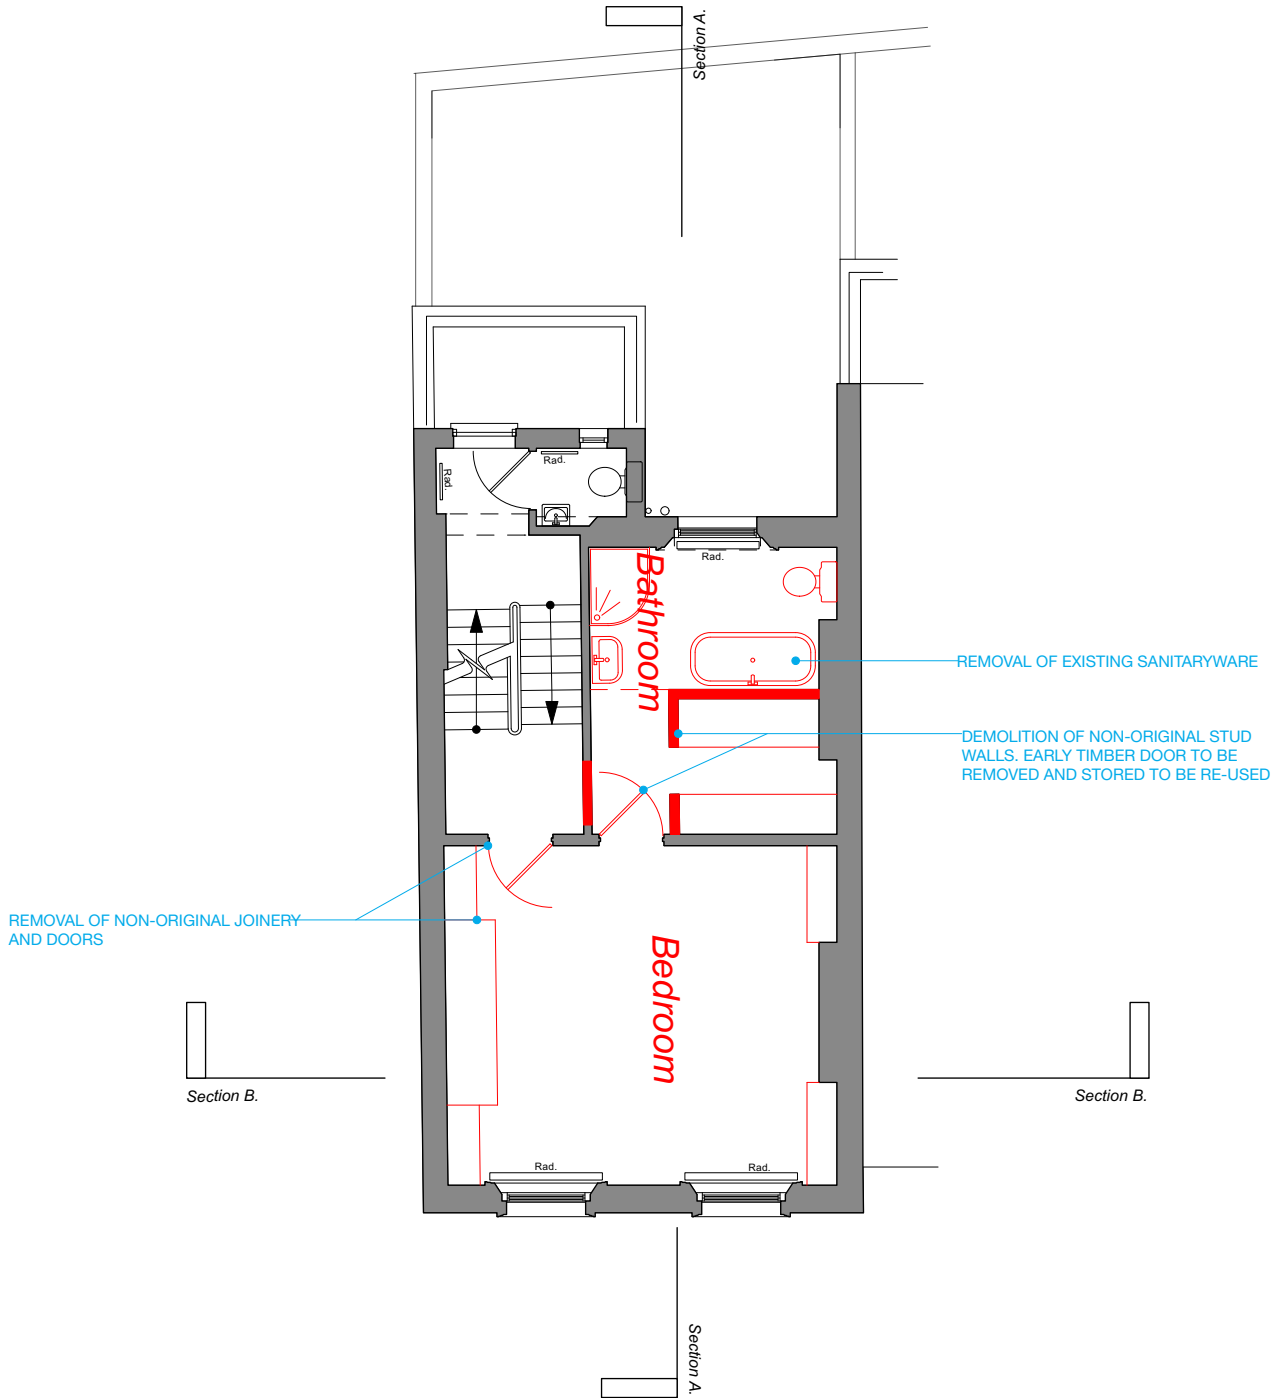 Section A.
Rad.
Rad.
Rad.
Bathroom
REMOVAL OF EXISTING SANITARYWARE
DEMOLITION OF NON-ORIGINAL STUD
WALLS. EARLY TIMBER DOOR TO BE
REMOVED AND STORED TO BE RE-USED
REMOVAL OF NON-ORIGINAL JOINERY
AND DOORS
Bedroom
Section B.
Section B.
Rad.
Rad.
Section A.